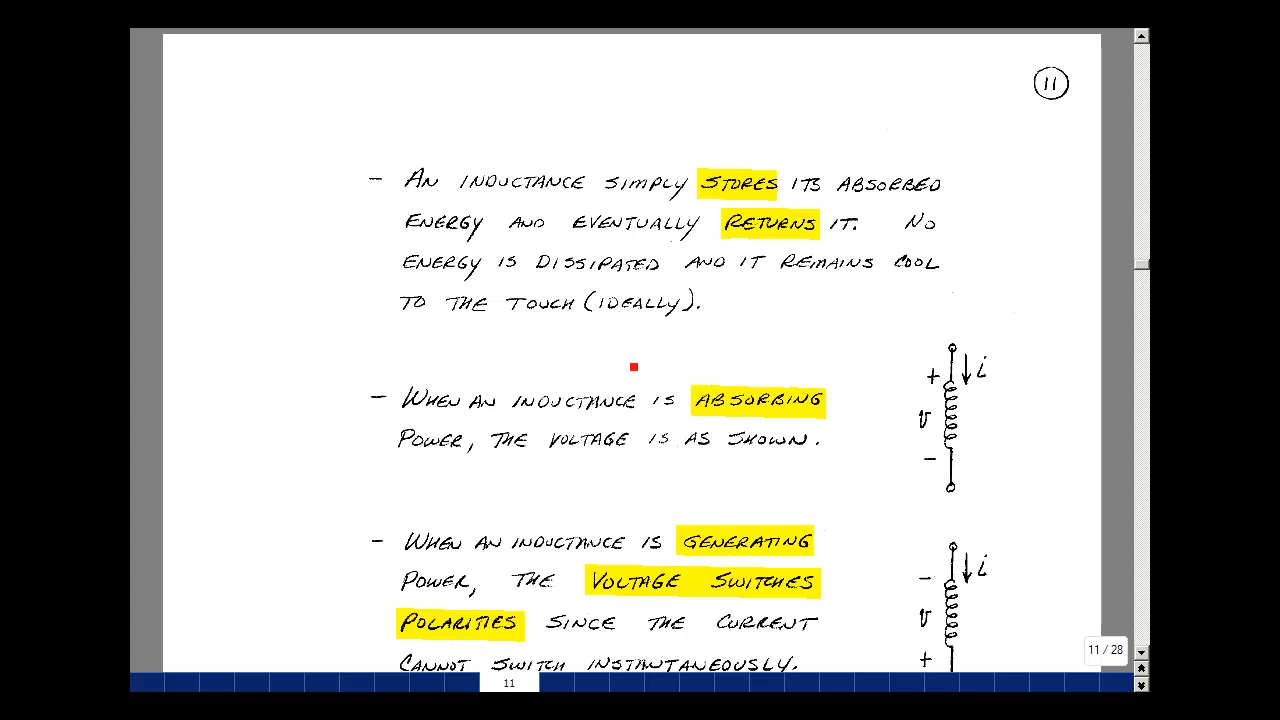 11
- AN INDUCTANCE SIMPLY STORES ITS ABSORBED
ENERGY AND EVENTUALLY RETURNS IT. NO
ENERGY IS DISSIPATED AND IT REMAINS COOL
TO THE TOUCH (IDEALLY).
- WHEN AN INDUCTANCE IS ABSORBING
POWER, THE VOLTAGE IS AS SHOWN.
+ i
v
-
- WHEN AN INDUCTANCE IS GENERATING
POWER, THE VOLTAGE SWITCHES
POLARITIES SINCE THE CURRENT
CANNOT SWITCH INSTANTANEOUSLY.
- i
v
+
11 / 28
11